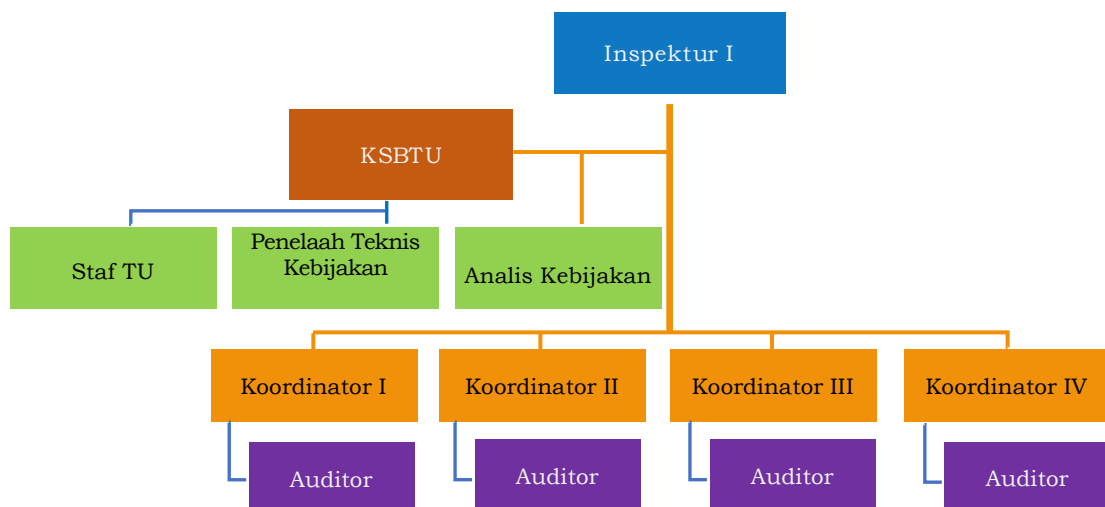 Inspektur I
KSBTU
Staf TU
Penelaah Teknis
Kebijakan
Analis Kebijakan
Koordinator I
Koordinator II
Koordinator III
Koordinator IV
Auditor
Auditor
Auditor
Auditor